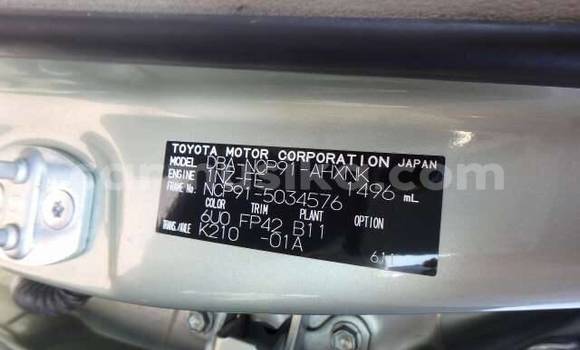 TOYOTA MOTOR CORPORATION JAPAN
MODEL DBA-NCP91-AHXNK
ENGINE 1NZ-FE 1496 mL
FRAME No. NCP91-5034576
COLOR TRIM PLANT OPTION
6U0 FP42 B11
TRANS/AXLE K210 -01A